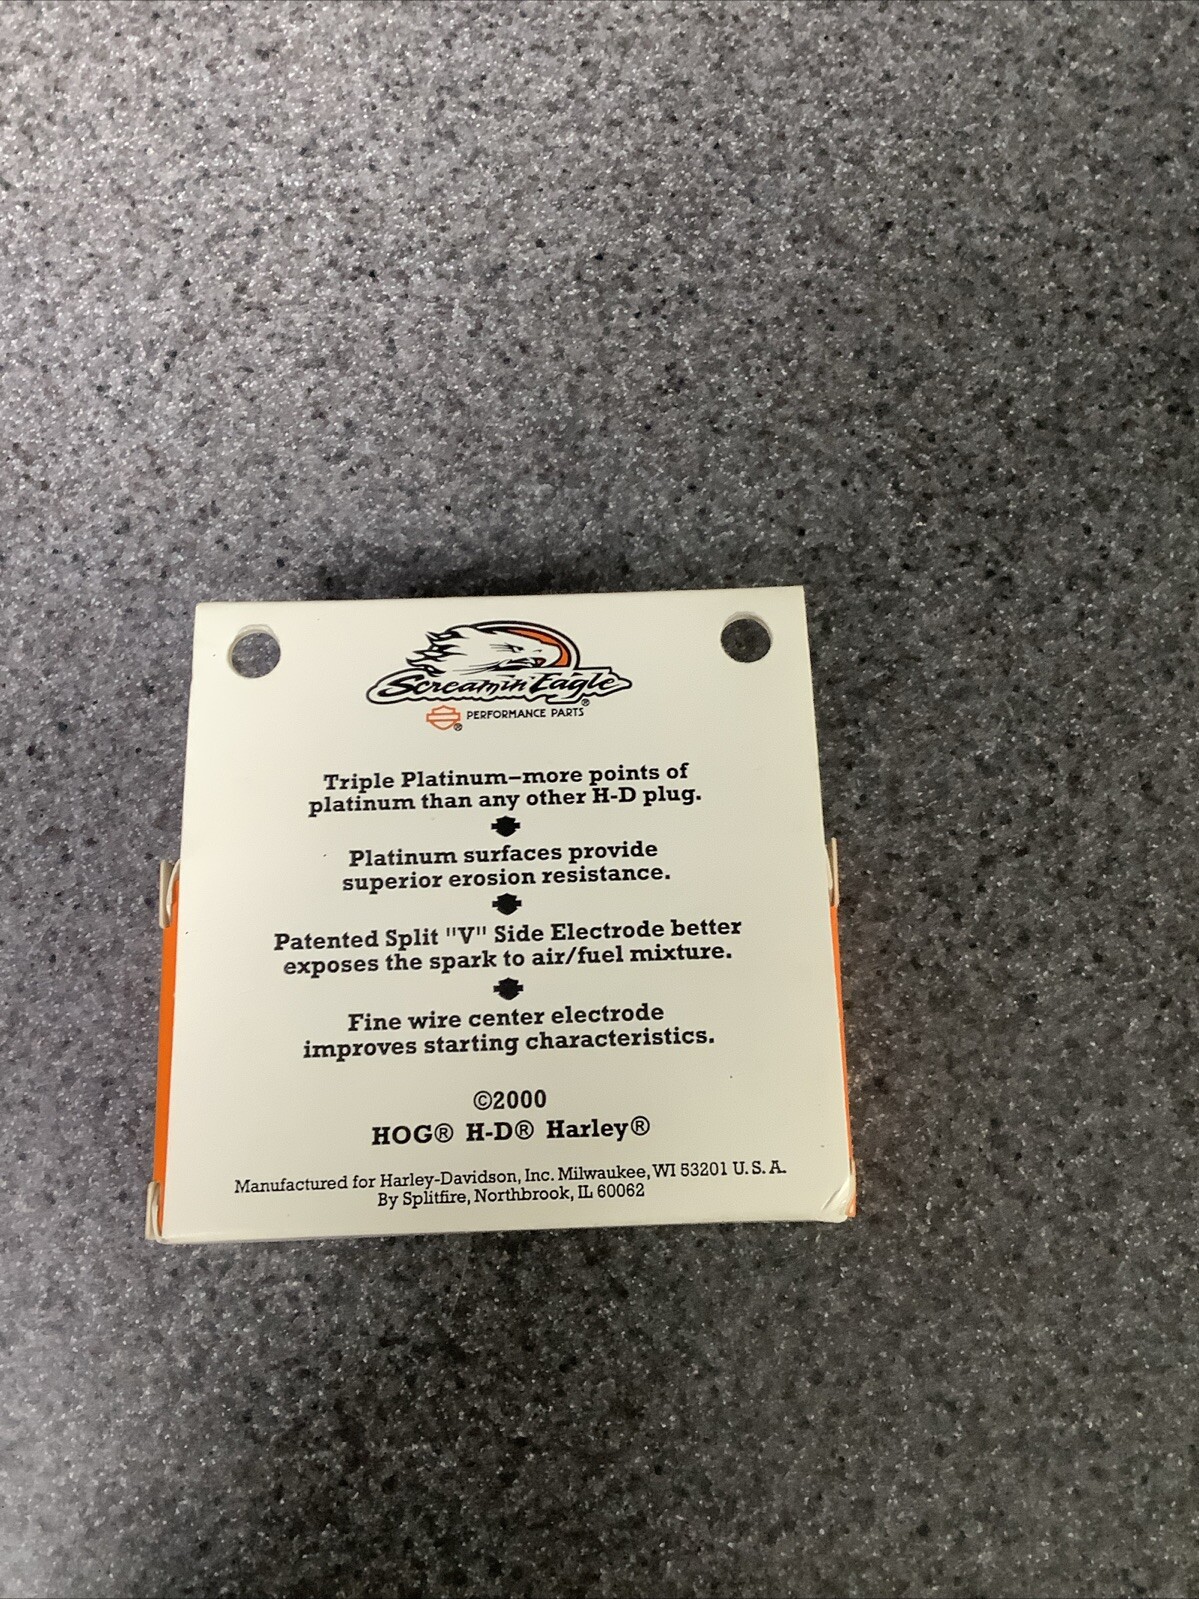 Screamin' Eagle®
® PERFORMANCE PARTS
Triple Platinum–more points of
platinum than any other H-D plug.
Platinum surfaces provide
superior erosion resistance.
Patented Split "V" Side Electrode better
exposes the spark to air/fuel mixture.
Fine wire center electrode
improves starting characteristics.
©2000
HOG® H-D® Harley®
Manufactured for Harley-Davidson, Inc. Milwaukee, WI 53201 U. S. A.
By Splitfire, Northbrook, IL 60062